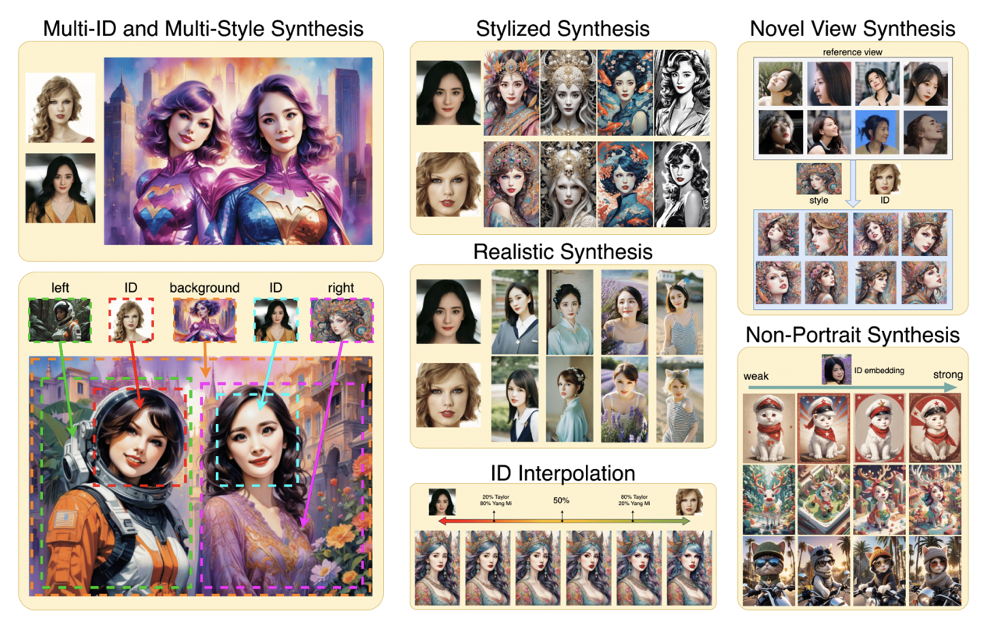 Multi-ID and Multi-Style Synthesis
left
ID
background
ID
right
Stylized Synthesis
Realistic Synthesis
ID Interpolation
20% Taylor
80% Yang Mi
50%
80% Taylor
20% Yang Mi
Novel View Synthesis
reference view
style
ID
Non-Portrait Synthesis
weak
ID embedding
strong